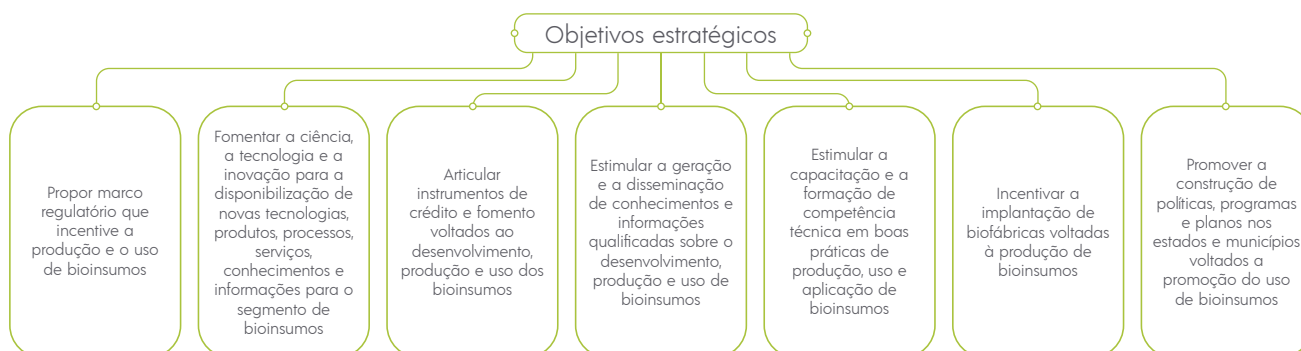 Objetivos estratégicos
Propor marco
regulatório que
incentive a
produção e o uso
de bioinsumos
Fomentar a ciência,
a tecnologia e a
inovação para a
disponibilização de
novas tecnologias,
produtos, processos,
serviços,
conhecimentos e
informações para o
segmento de
bioinsumos
Articular
instrumentos de
crédito e fomento
voltados ao
desenvolvimento,
produção e uso dos
bioinsumos
Estimular a geração
e a disseminação
de conhecimentos e
informações
qualificadas sobre o
desenvolvimento,
produção e uso de
bioinsumos
Estimular a
capacitação e a
formação de
competência
técnica em boas
práticas de
produção, uso e
aplicação de
bioinsumos
Incentivar a
implantação de
biofábricas voltadas
à produção de
bioinsumos
Promover a
construção de
políticas, programas
e planos nos
estados e municípios
voltados a
promoção do uso
de bioinsumos